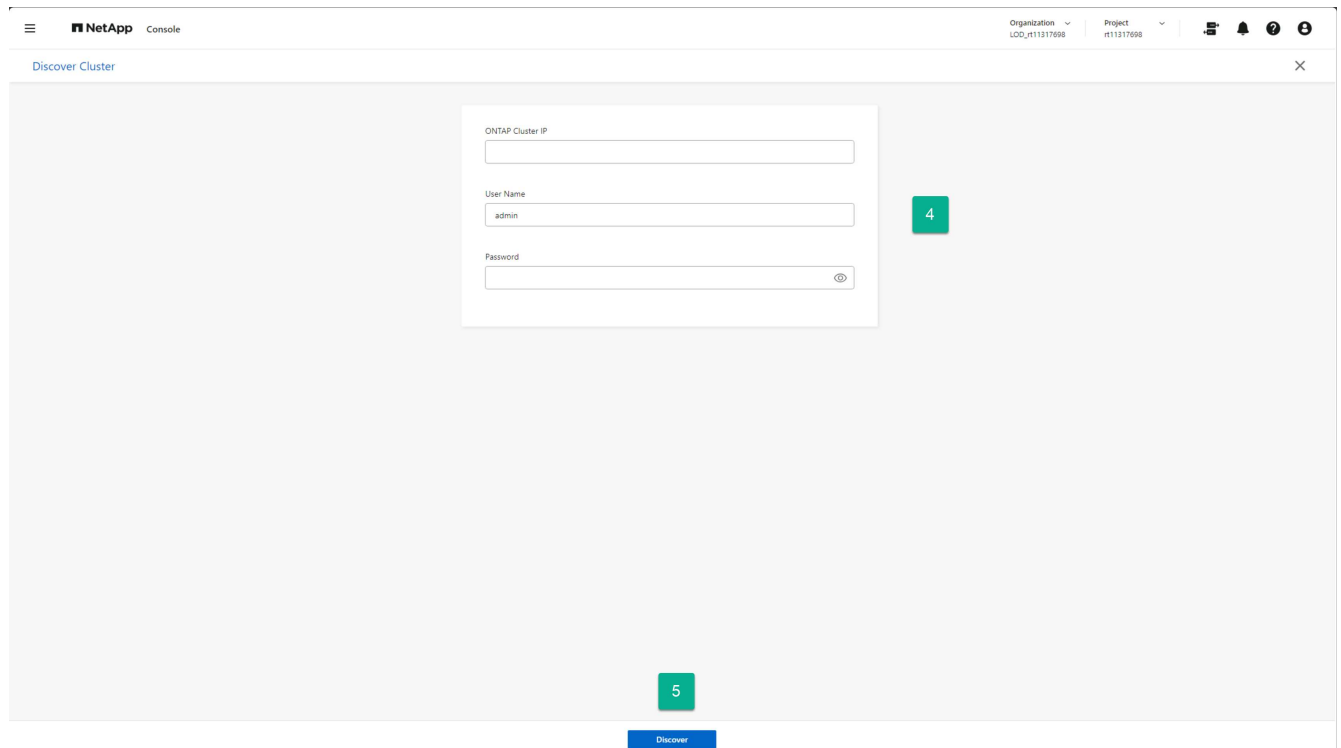 NetApp Console
Organization
LOD_rt11317698
Project
rt11317698
Discover Cluster
ONTAP Cluster IP
User Name
admin
4
Password
5
Discover